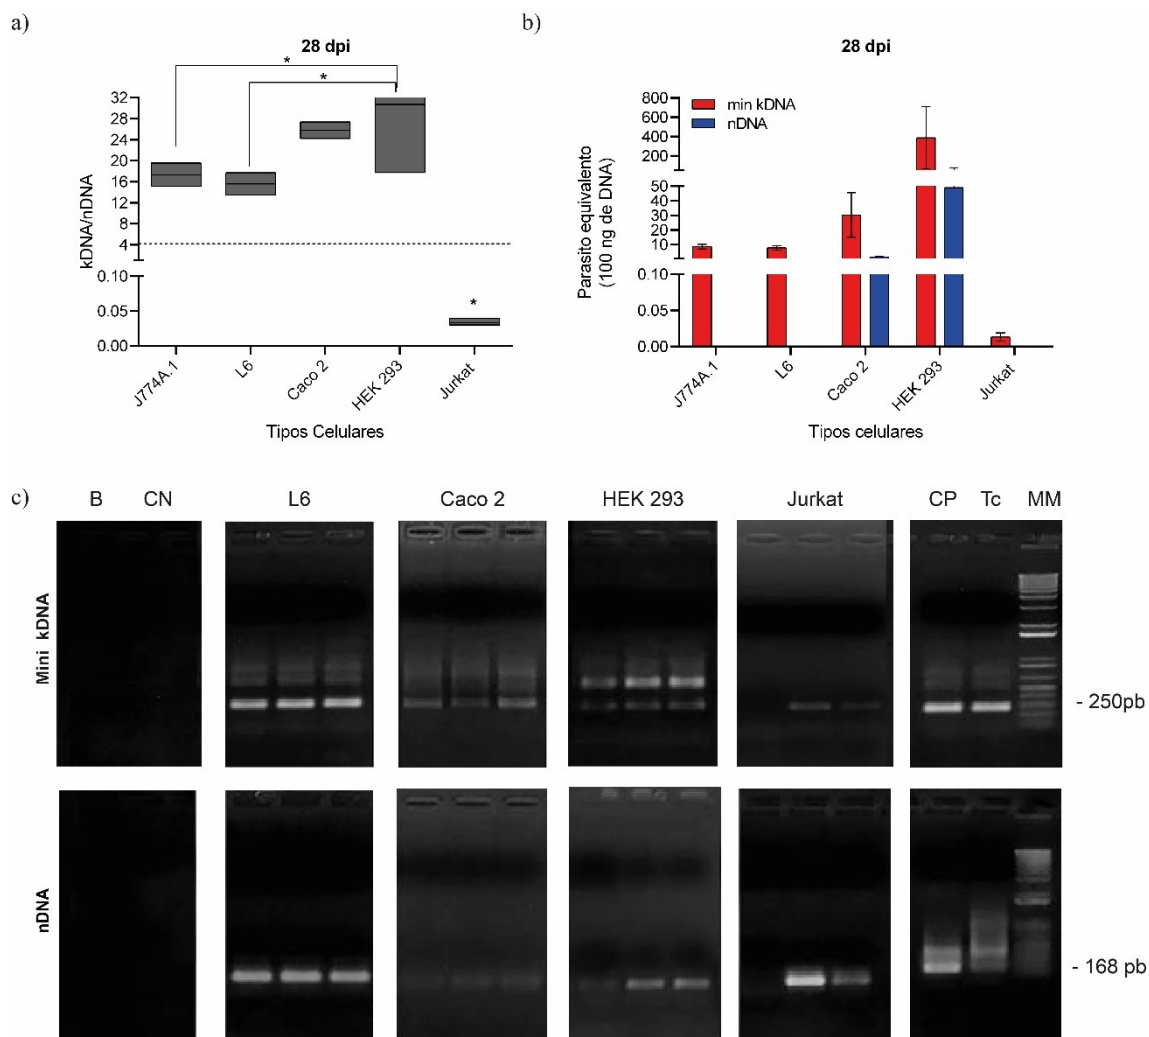 a)
28 dpi
*
*
32
28
24
20
16
12
8
4
0.10
0.05
0.00
*
kDNA/nDNA
J774A.1
L6
Caco 2
HEK 293
Jurkat
Tipos Celulares
b)
28 dpi
800
600
400
200
50
40
30
20
10
0.10
0.05
0.00
min kDNA
nDNA
Parasito equivalento
(100 ng de DNA)
J774A.1
L6
Caco 2
HEK 293
Jurkat
Tipos celulares
c)
B CN L6 Caco 2 HEK 293 Jurkat CP Tc MM
Mini kDNA
- 250pb
nDNA
- 168 pb